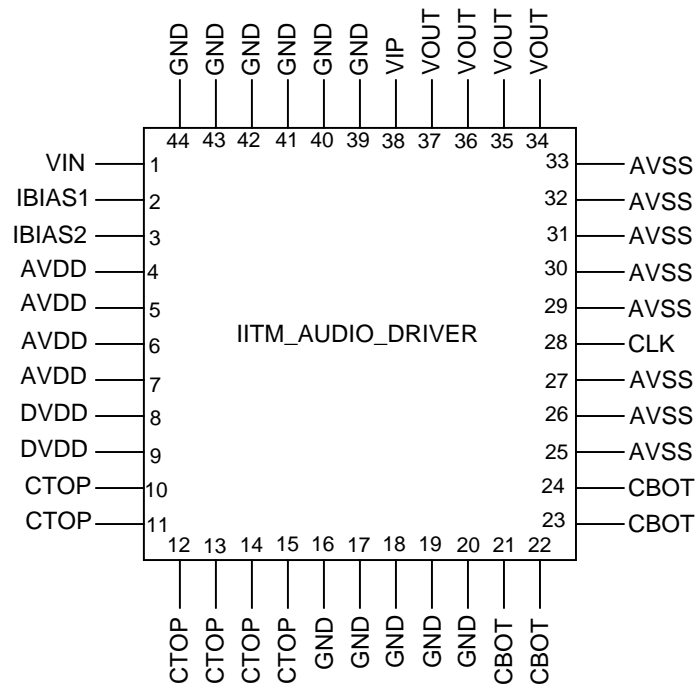 GND GND GND GND GND GND VIP VOUT VOUT VOUT VOUT
44 43 42 41 40 39 38 37 36 35 34
VIN 1 33 AVSS
IBIAS1 2 32 AVSS
IBIAS2 3 31 AVSS
AVDD 4 30 AVSS
AVDD 5 29 AVSS
AVDD 6 IITM_AUDIO_DRIVER 28 CLK
AVDD 7 27 AVSS
DVDD 8 26 AVSS
DVDD 9 25 AVSS
CTOP 10 24 CBOT
CTOP 11 23 CBOT
12 13 14 15 16 17 18 19 20 21 22
CTOP CTOP CTOP CTOP GND GND GND GND GND CBOT CBOT